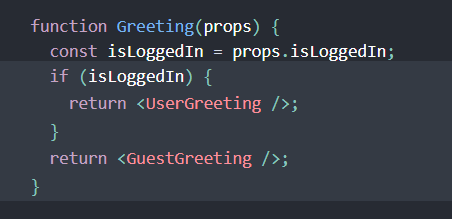 function Greeting(props) {
  const isLoggedIn = props.isLoggedIn;
  if (isLoggedIn) {
    return <UserGreeting />;
  }
  return <GuestGreeting />;
}